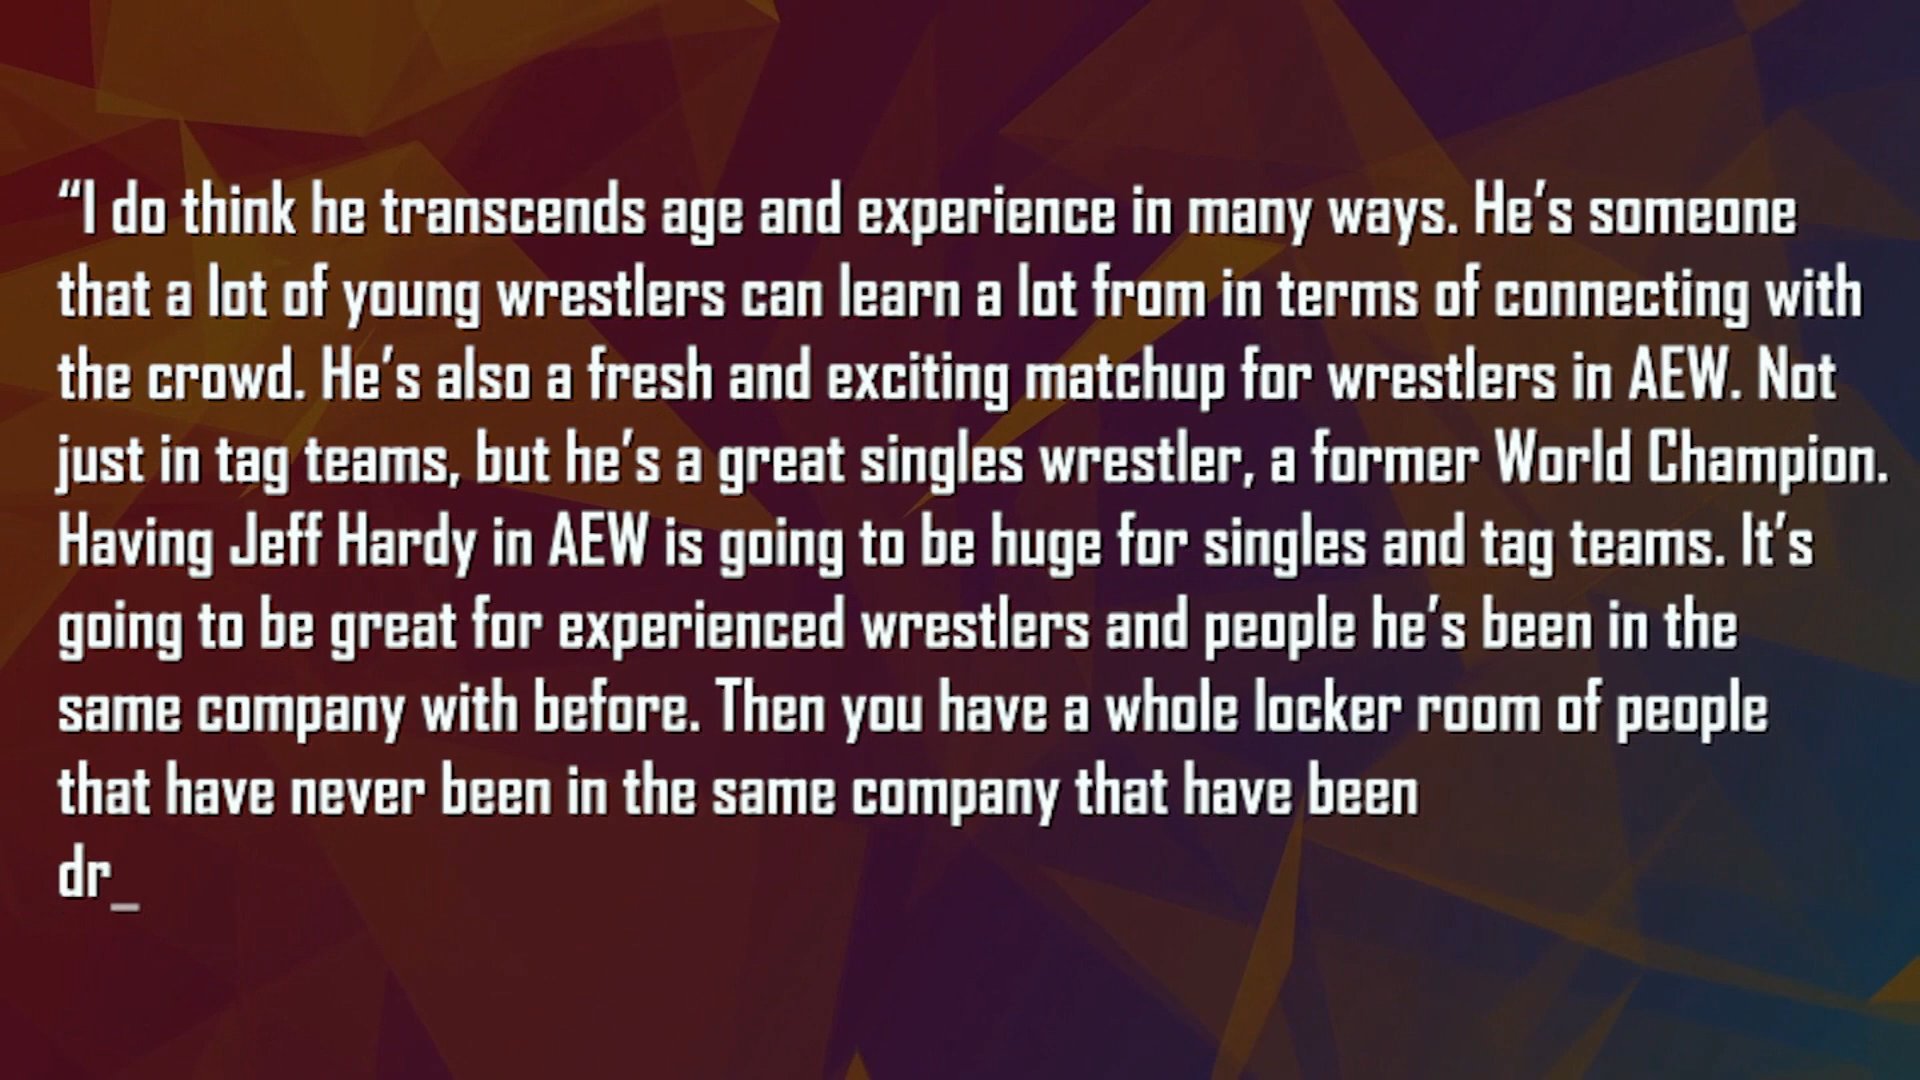 “I do think he transcends age and experience in many ways. He’s someone
that a lot of young wrestlers can learn a lot from in terms of connecting with
the crowd. He’s also a fresh and exciting matchup for wrestlers in AEW. Not
just in tag teams, but he’s a great singles wrestler, a former World Champion.
Having Jeff Hardy in AEW is going to be huge for singles and tag teams. It’s
going to be great for experienced wrestlers and people he’s been in the
same company with before. Then you have a whole locker room of people
that have never been in the same company that have been
dr_